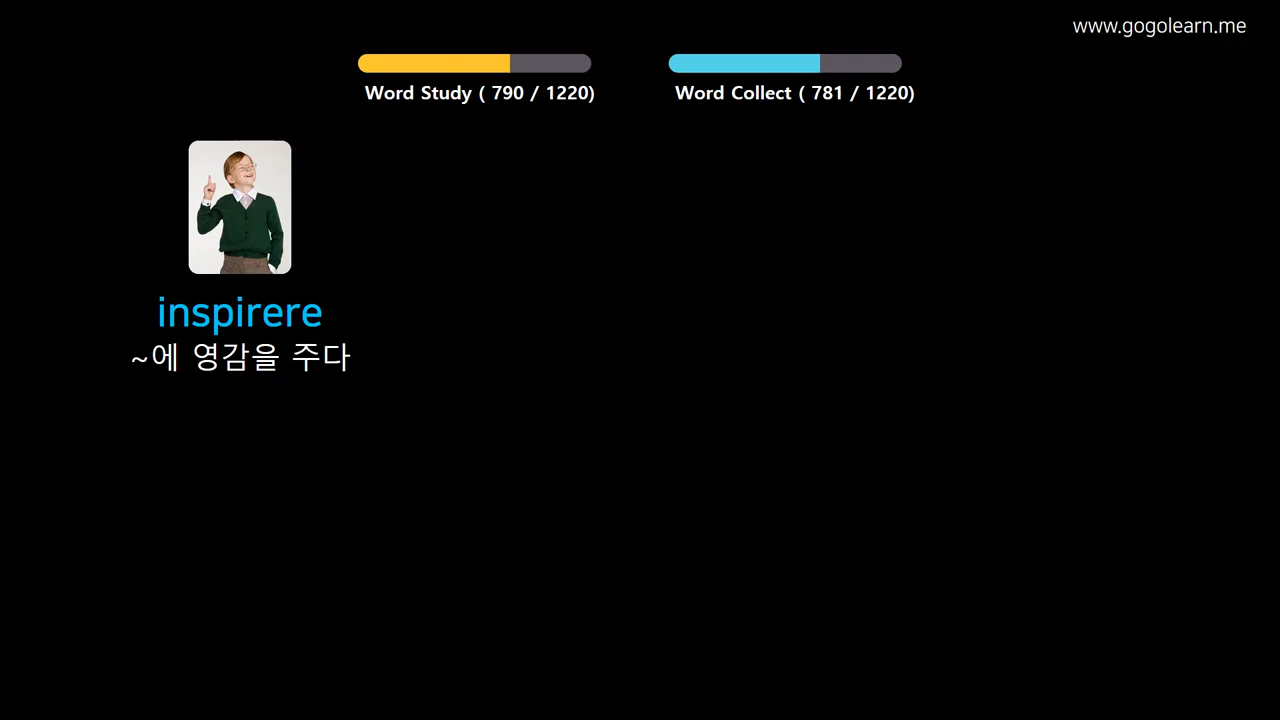 www.gogolearn.me
Word Study ( 790 / 1220)
Word Collect ( 781 / 1220)
inspirere
~에 영감을 주다